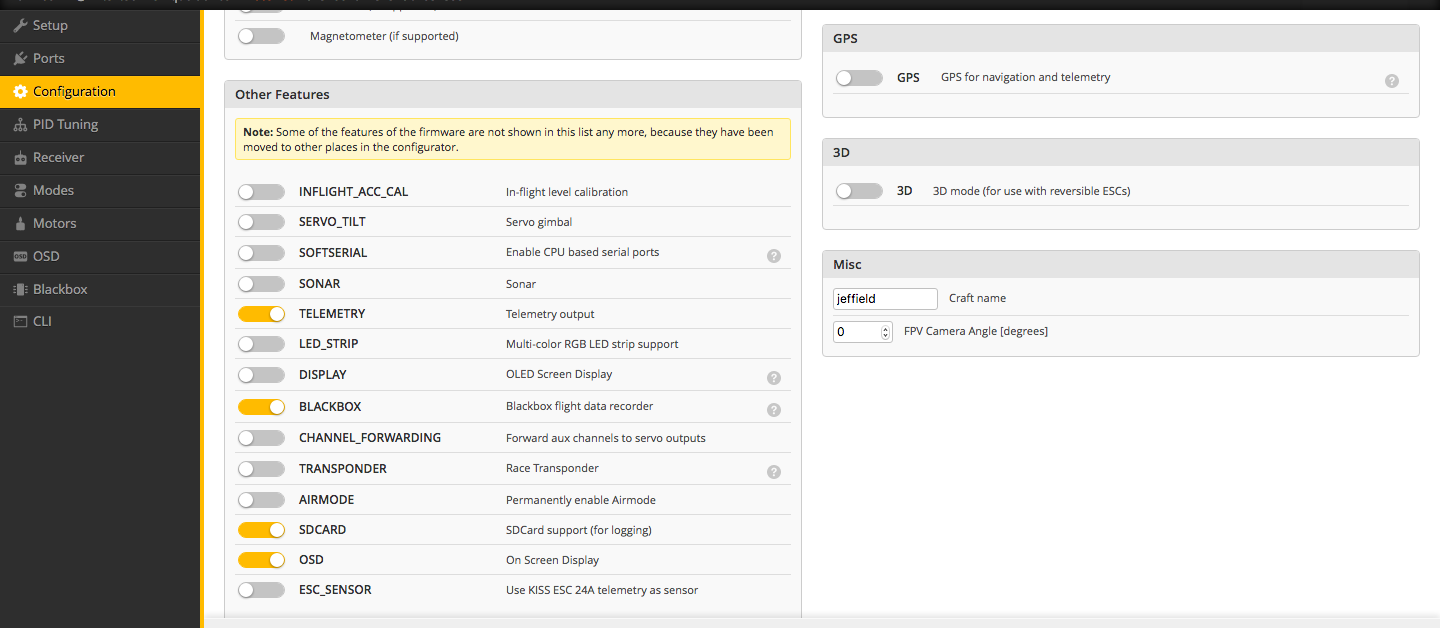 Setup
Ports
Configuration
PID Tuning
Receiver
Modes
Motors
OSD OSD
Blackbox
CLI
Magnetometer (if supported)
Other Features
Note: Some of the features of the firmware are not shown in this list any more, because they have been
moved to other places in the configurator.
INFLIGHT_ACC_CAL In-flight level calibration
SERVO_TILT Servo gimbal
SOFTSERIAL Enable CPU based serial ports ?
SONAR Sonar
TELEMETRY Telemetry output
LED_STRIP Multi-color RGB LED strip support
DISPLAY OLED Screen Display ?
BLACKBOX Blackbox flight data recorder ?
CHANNEL_FORWARDING Forward aux channels to servo outputs
TRANSPONDER Race Transponder ?
AIRMODE Permanently enable Airmode
SDCARD SDCard support (for logging)
OSD On Screen Display
ESC_SENSOR Use KISS ESC 24A telemetry as sensor
GPS
GPS GPS for navigation and telemetry ?
3D
3D 3D mode (for use with reversible ESCs)
Misc
jeffield Craft name
0 FPV Camera Angle [degrees]